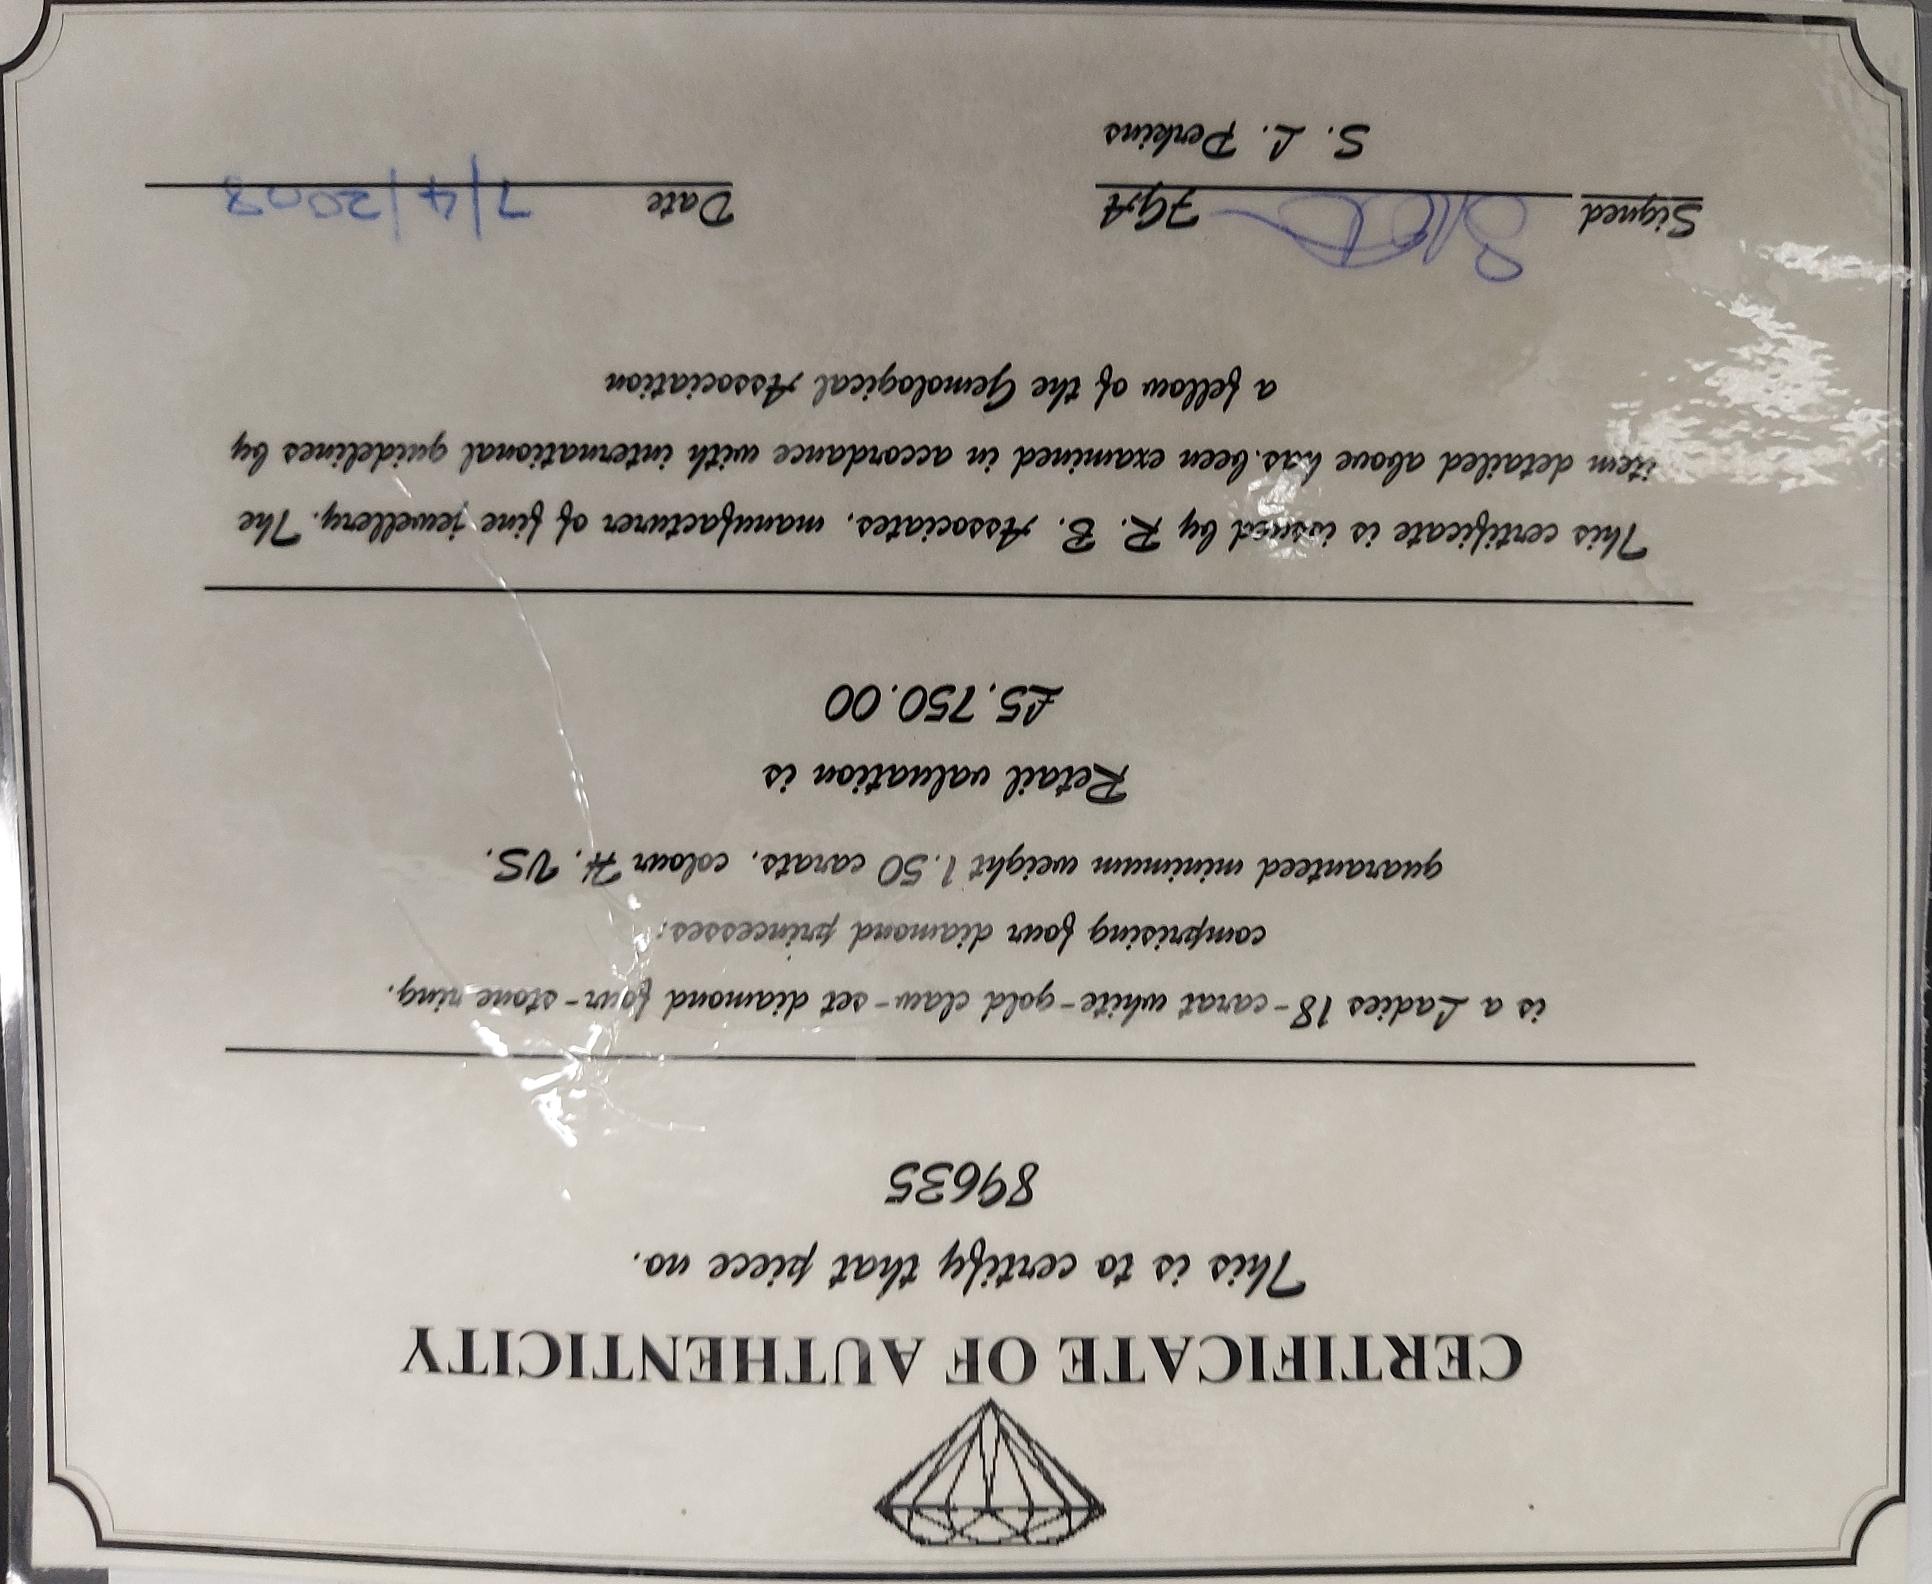 CERTIFICATE OF AUTHENTICITY
This is to certify that piece no.
89635
is a Ladies 18-carat white-gold claw-set diamond four-stone ring,
comprising four diamond princesses;
guaranteed minimum weight 1.50 carats, colour H, VS.
Retail valuation is
£5,750.00
This certificate is issued by R. B. Associates, manufacturer of fine jewellery. The
item detailed above has been examined in accordance with international guidelines by
a fellow of the Gemological Association
Signed FGA Date 7/4/2008
S. L. Perkins